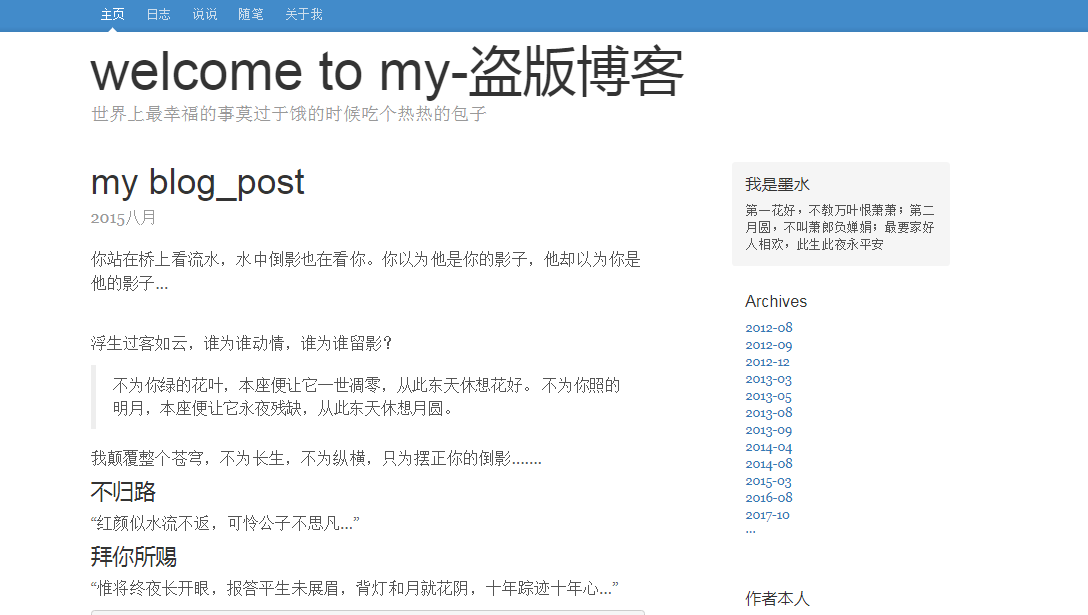 主页 日志 说说 随笔 关于我
welcome to my-盗版博客
世界上最幸福的事莫过于饿的时候吃个热热的包子
my blog_post
2015八月
你站在桥上看流水，水中倒影也在看你。你以为他是你的影子，他却以为你是
他的影子...
浮生过客如云，谁为谁动情，谁为谁留影？
不为你绿的花叶，本座便让它一世凋零，从此东天休想花好。 不为你照的
明月，本座便让它永夜残缺，从此东天休想月圆。
我颠覆整个苍穹，不为长生，不为纵横，只为摆正你的倒影.......
不归路
“红颜似水流不返，可怜公子不思凡...”
拜你所赐
“惟将终夜长开眼，报答平生未展眉，背灯和月就花阴，十年踪迹十年心...”
我是墨水
第一花好，不教万叶恨萧萧；第二
月圆，不叫萧郎负婵娟；最要家好
人相欢，此生此夜永平安
Archives
2012-08
2012-09
2012-12
2013-03
2013-05
2013-08
2013-09
2014-04
2014-08
2015-03
2016-08
2017-10
...
作者本人